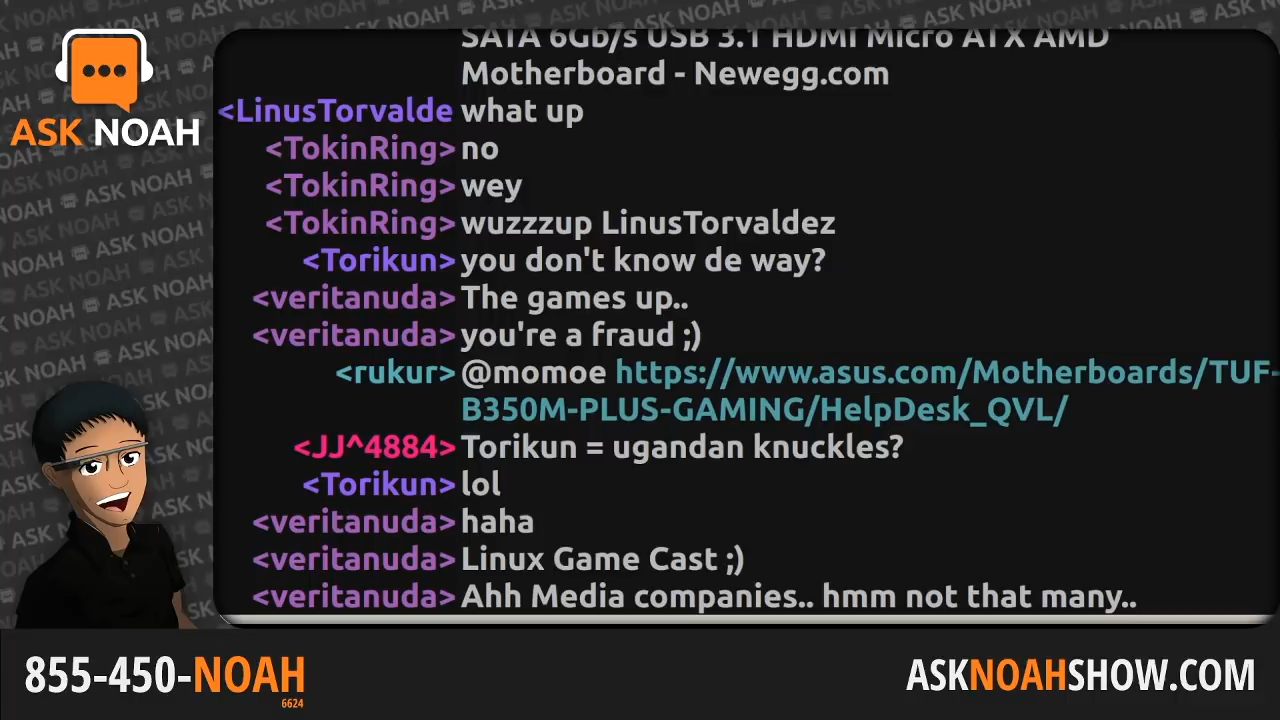 SATA 6Gb/s USB 3.1 HDMI Micro ATX AMD
Motherboard - Newegg.com
<LinusTorvalde what up
<TokinRing> no
<TokinRing> wey
<TokinRing> wuzzzup LinusTorvaldez
<Torikun> you don't know de way?
<veritanuda> The games up..
<veritanuda> you're a fraud ;)
<rukur> @momoe https://www.asus.com/Motherboards/TUF-
B350M-PLUS-GAMING/HelpDesk_QVL/
<JJ^4884> Torikun = ugandan knuckles?
<Torikun> lol
<veritanuda> haha
<veritanuda> Linux Game Cast ;)
<veritanuda> Ahh Media companies.. hmm not that many..
ASK NOAH
855-450-NOAH
6624
ASKNOAHSHOW.COM